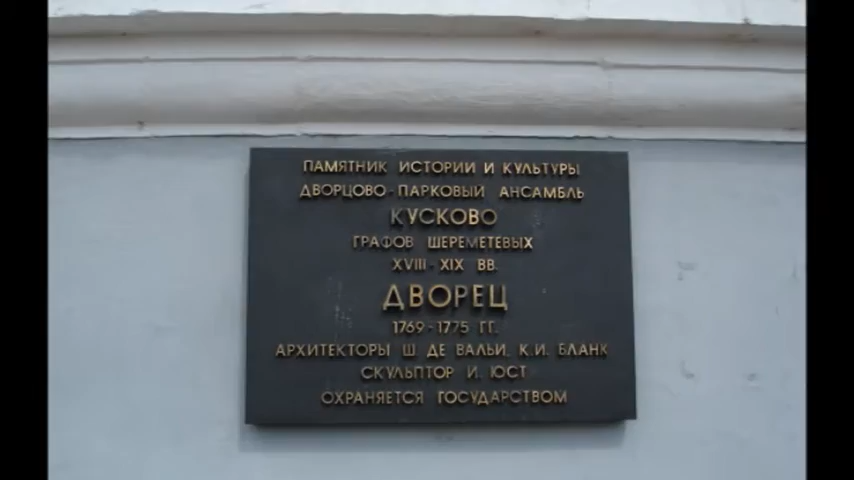 ПАМЯТНИК ИСТОРИИ И КУЛЬТУРЫ
ДВОРЦОВО-ПАРКОВЫЙ АНСАМБЛЬ
КУСКОВО
ГРАФОВ ШЕРЕМЕТЕВЫХ
XVIII-XIX ВВ.
ДВОРЕЦ
1769-1775 ГГ.
АРХИТЕКТОРЫ Ш ДЕ ВАЛЬИ. К.И. БЛАНК
СКУЛЬПТОР И. ЮСТ
ОХРАНЯЕТСЯ ГОСУДАРСТВОМ